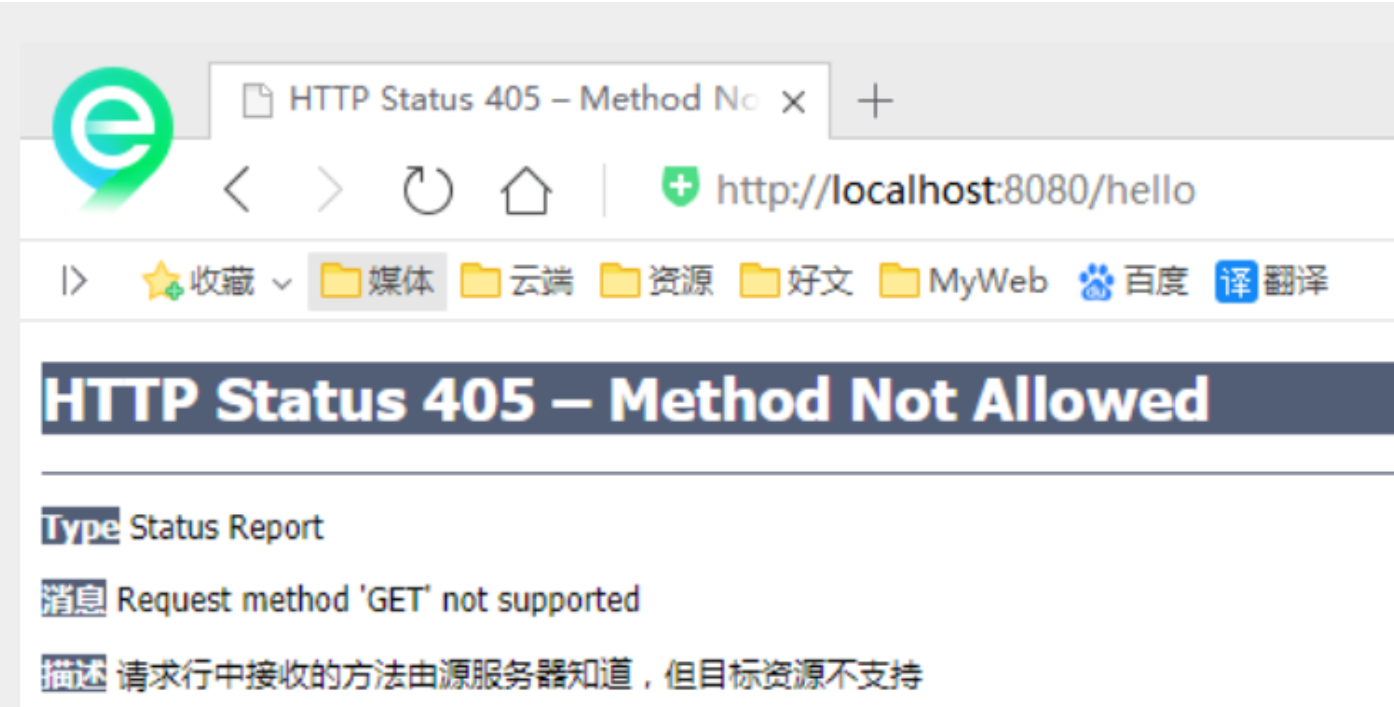 HTTP Status 405 – Method No
http://localhost:8080/hello
收藏 媒体 云端 资源 好文 MyWeb 百度 译 翻译
HTTP Status 405 – Method Not Allowed
Type Status Report
消息 Request method 'GET' not supported
描述 请求行中接收的方法由源服务器知道，但目标资源不支持